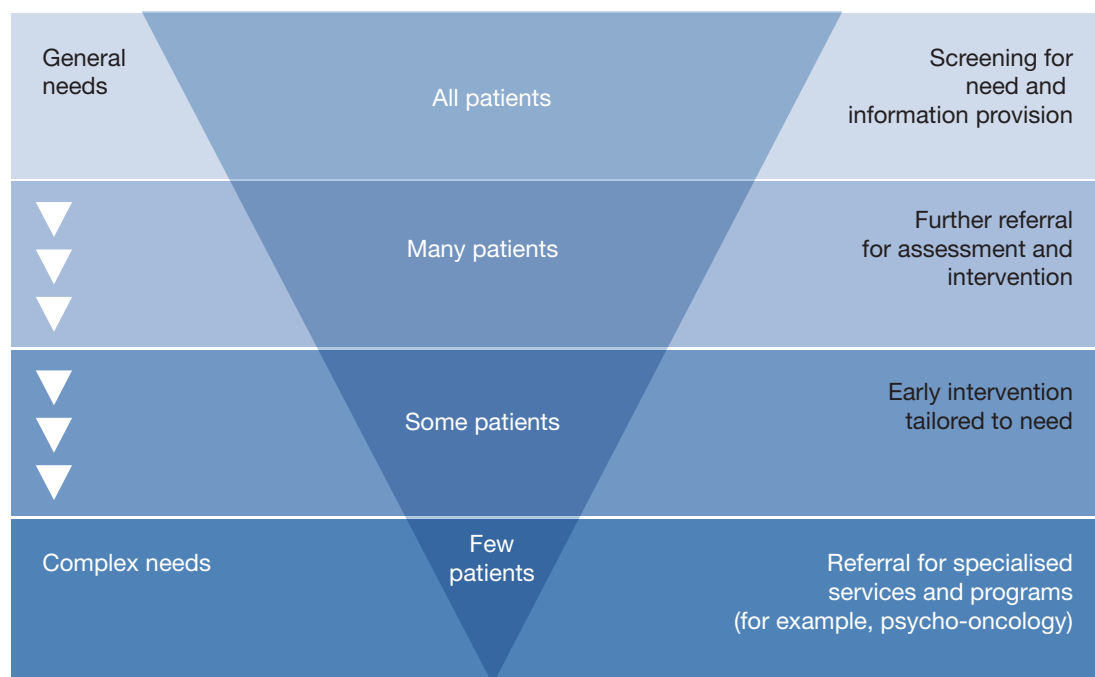 General
needs
All patients
Screening for
need and
information provision
Many patients
Further referral
for assessment and
intervention
Some patients
Early intervention
tailored to need
Complex needs
Few
patients
Referral for specialised
services and programs
(for example, psycho-oncology)